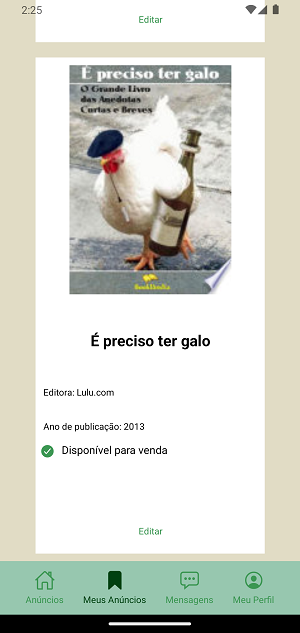 2:25
Editar
É preciso ter galo
O Grande Livro
das Anedotas
Curtas e Breves
É preciso ter galo
Editora: Lulu.com
Ano de publicação: 2013
Disponível para venda
Editar
Anúncios
Meus Anúncios
Mensagens
Meu Perfil